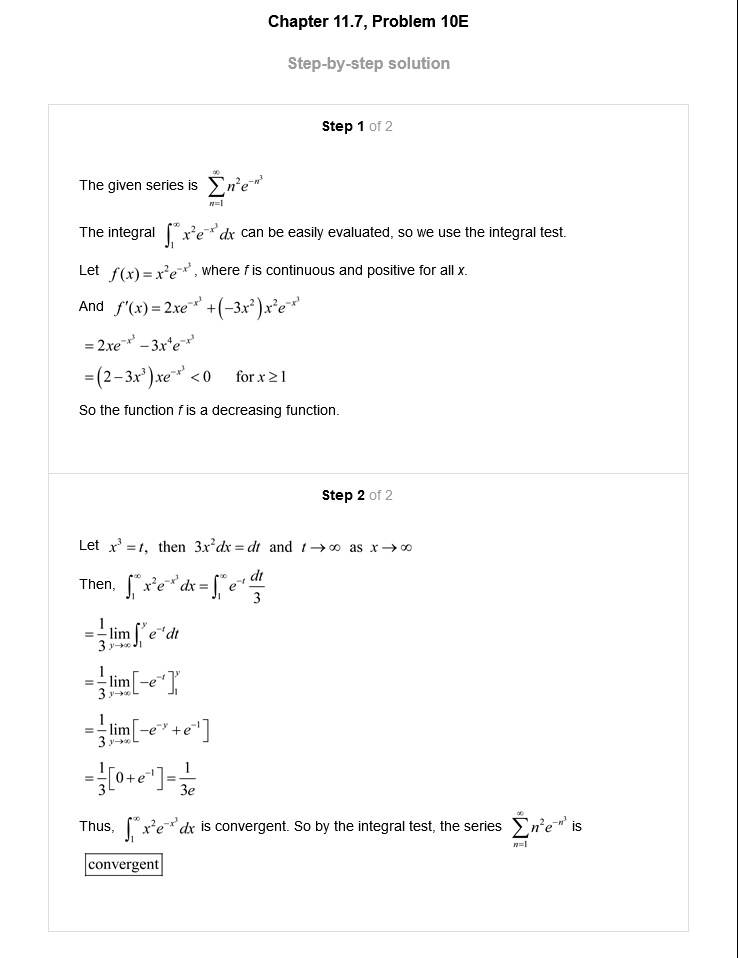 Chapter 11.7, Problem 10E
Step-by-step solution
Step 1 of 2
The given series is $\sum_{n=1}^{\infty} n^2 e^{-n^3}$
The integral $\int_1^{\infty} x^2 e^{-x^3} dx$ can be easily evaluated, so we use the integral test.
Let $f(x) = x^2 e^{-x^3}$, where f is continuous and positive for all x.
And $f'(x) = 2xe^{-x^3} + \left(-3x^2\right) x^2 e^{-x^3}$
$= 2xe^{-x^3} - 3x^4 e^{-x^3}$
$= \left(2 - 3x^3\right) xe^{-x^3} < 0$ for $x \geq 1$
So the function f is a decreasing function.
Step 2 of 2
Let $x^3 = t$, then $3x^2 dx = dt$ and $t \to \infty$ as $x \to \infty$
Then, $\int_1^{\infty} x^2 e^{-x^3} dx = \int_1^{\infty} e^{-t} \frac{dt}{3}$
$= \frac{1}{3} \lim_{y \to \infty} \int_1^y e^{-t} dt$
$= \frac{1}{3} \lim_{y \to \infty} \left[-e^{-t}\right]_1^y$
$= \frac{1}{3} \lim_{y \to \infty} \left[-e^{-y} + e^{-1}\right]$
$= \frac{1}{3} \left[0 + e^{-1}\right] = \frac{1}{3e}$
Thus, $\int_1^{\infty} x^2 e^{-x^3} dx$ is convergent. So by the integral test, the series $\sum_{n=1}^{\infty} n^2 e^{-n^3}$ is
convergent